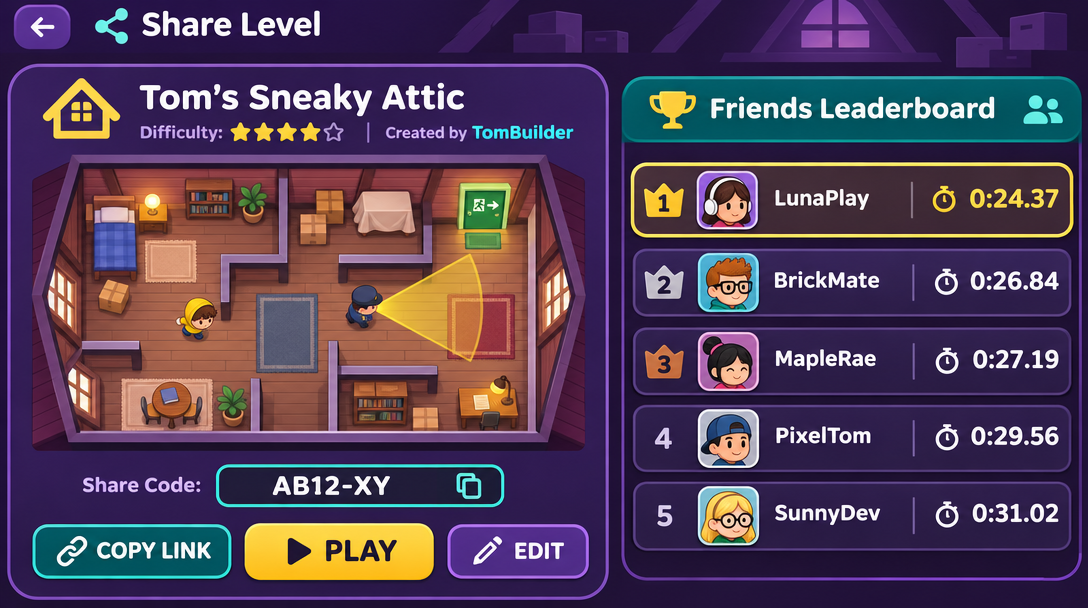 Share Level
Tom's Sneaky Attic
Difficulty:
Created by TomBuilder
Share Code:
AB12-XY
COPY LINK
PLAY
EDIT
Friends Leaderboard
1 LunaPlay 0:24.37
2 BrickMate 0:26.84
3 MapleRae 0:27.19
4 PixelTom 0:29.56
5 SunnyDev 0:31.02